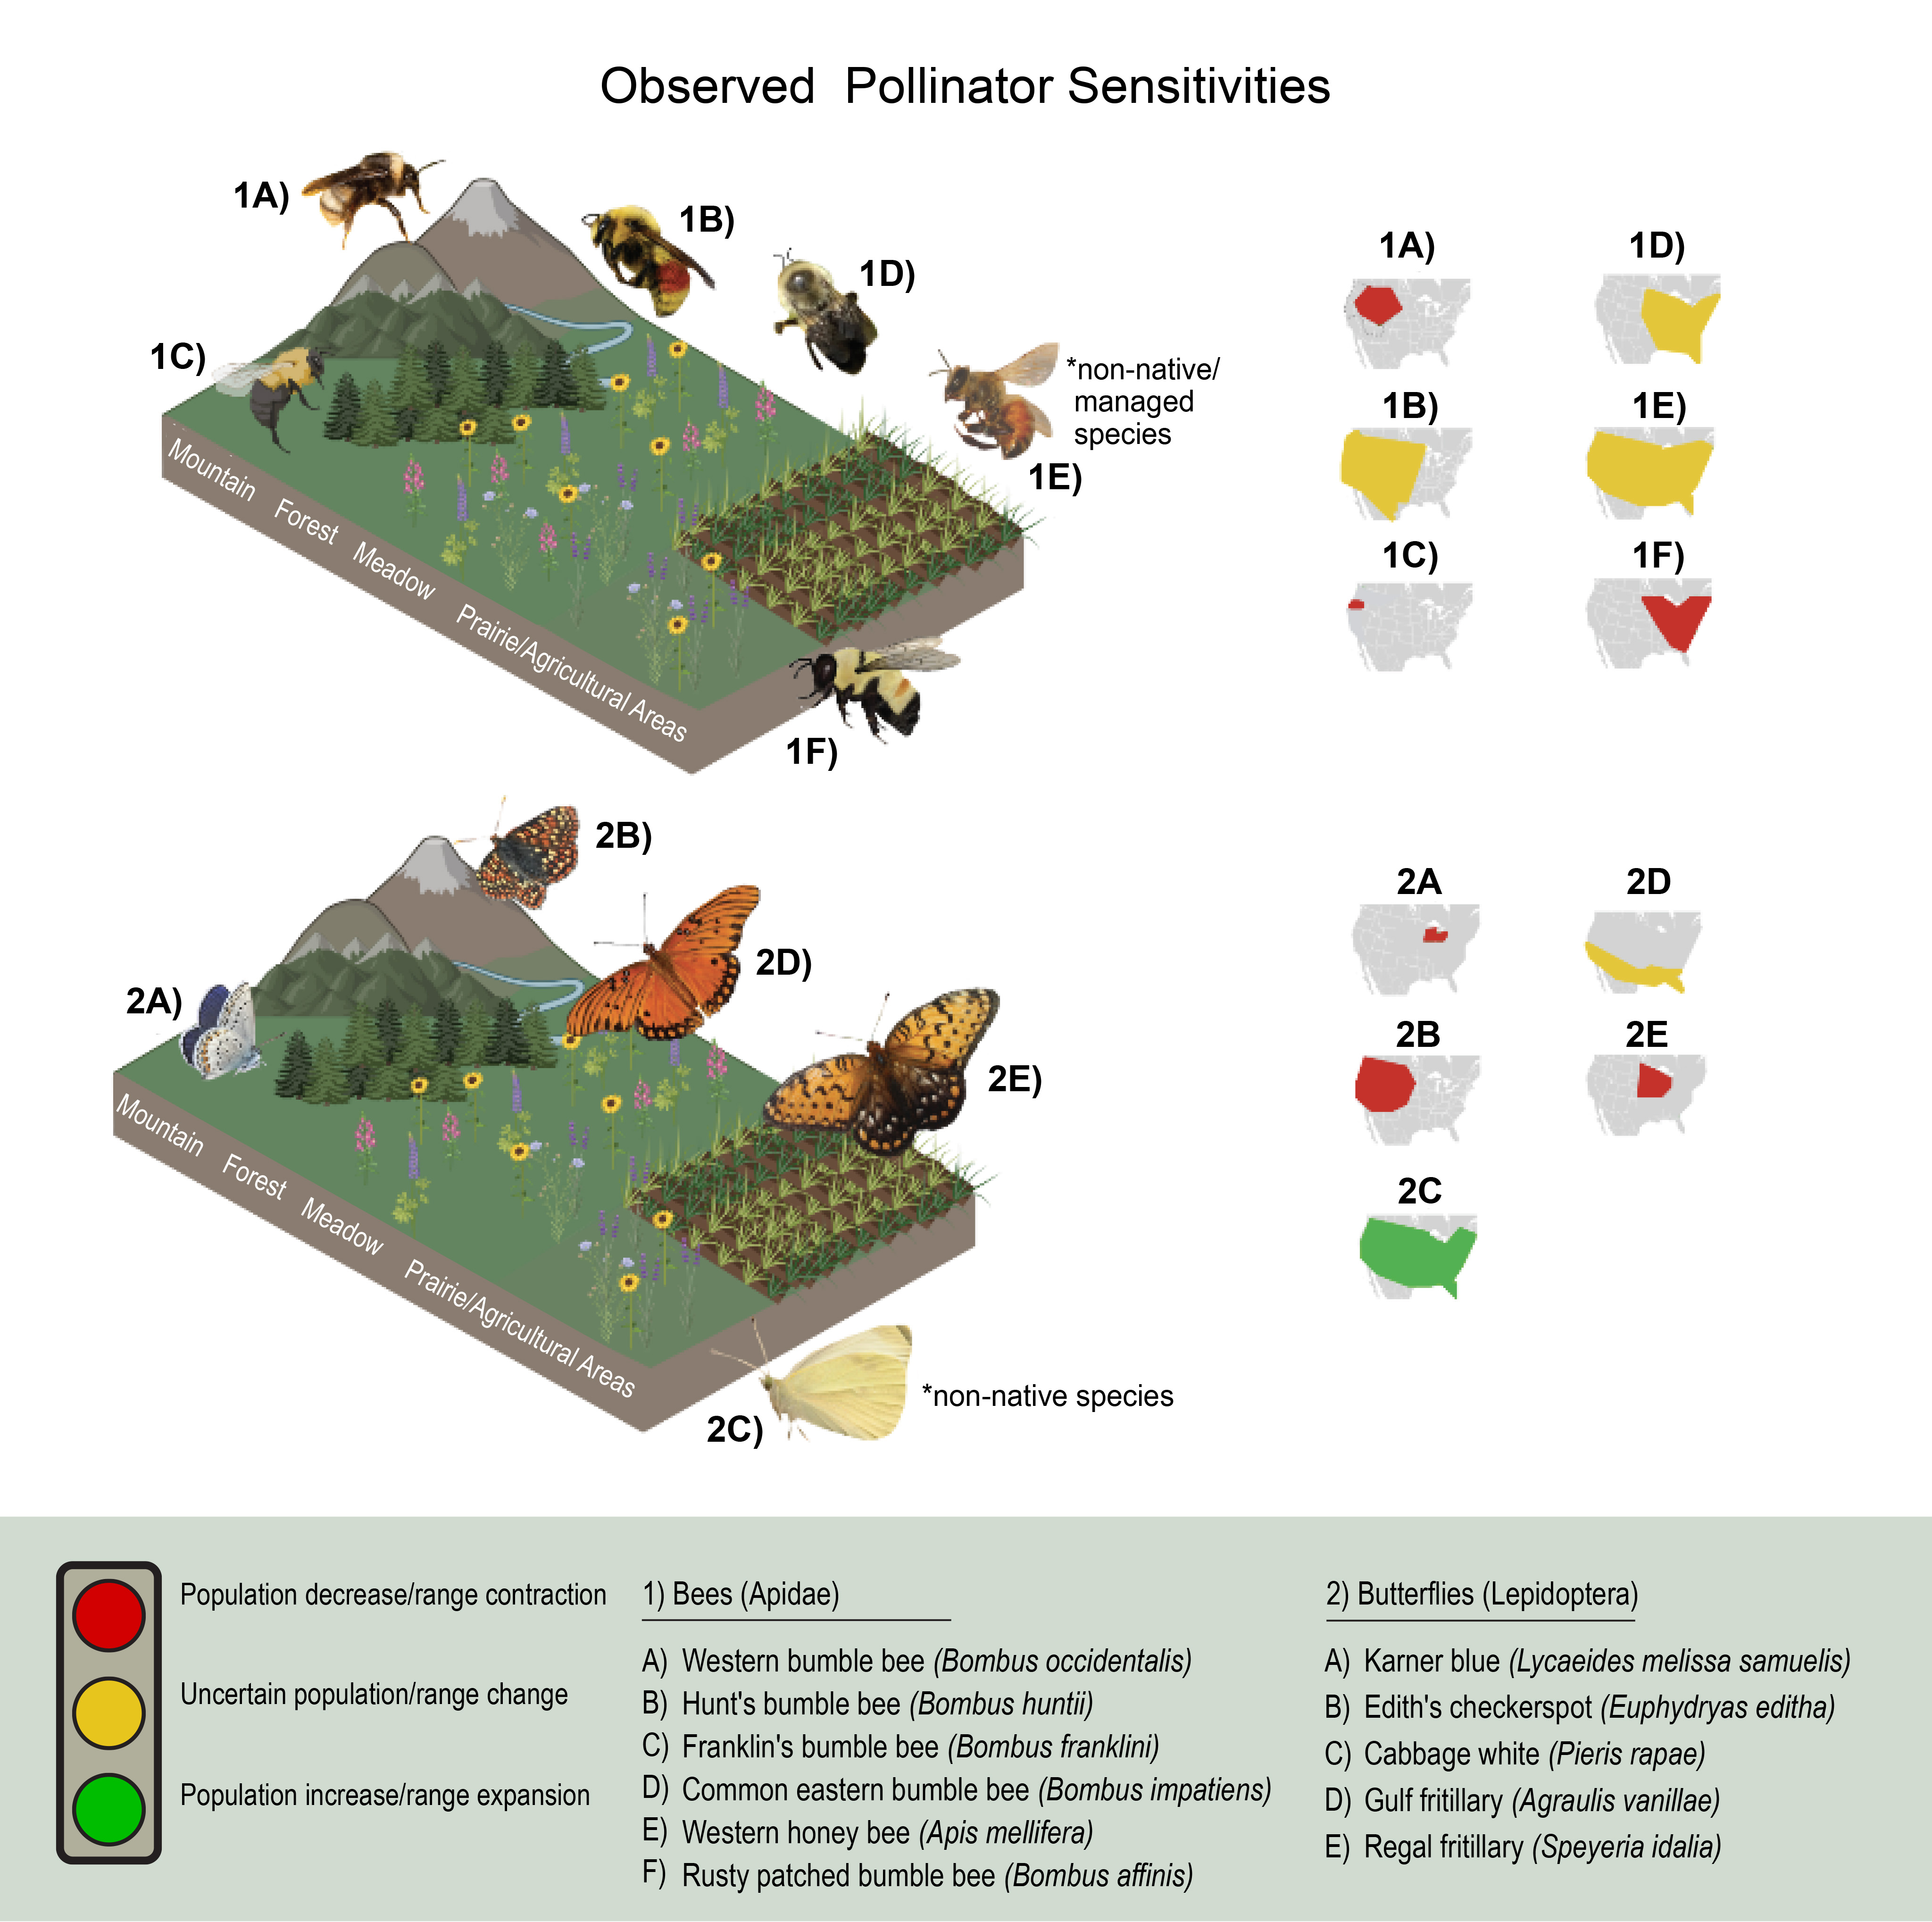 Observed  Pollinator Sensitivities
1A)
1B)
1D)
1C)
*non-native/
managed
species
1E)
1F)
Mountain Forest Meadow Prairie/Agricultural Areas
1A)
1D)
1B)
1E)
1C)
1F)
2B)
2D)
2A)
2E)
Mountain Forest Meadow Prairie/Agricultural Areas
*non-native species
2C)
2A
2D
2B
2E
2C
Population decrease/range contraction
Uncertain population/range change
Population increase/range expansion
1) Bees (Apidae)
A) Western bumble bee (Bombus occidentalis)
B) Hunt's bumble bee (Bombus huntii)
C) Franklin's bumble bee (Bombus franklini)
D) Common eastern bumble bee (Bombus impatiens)
E) Western honey bee (Apis mellifera)
F) Rusty patched bumble bee (Bombus affinis)
2) Butterflies (Lepidoptera)
A) Karner blue (Lycaeides melissa samuelis)
B) Edith's checkerspot (Euphydryas editha)
C) Cabbage white (Pieris rapae)
D) Gulf fritillary (Agraulis vanillae)
E) Regal fritillary (Speyeria idalia)